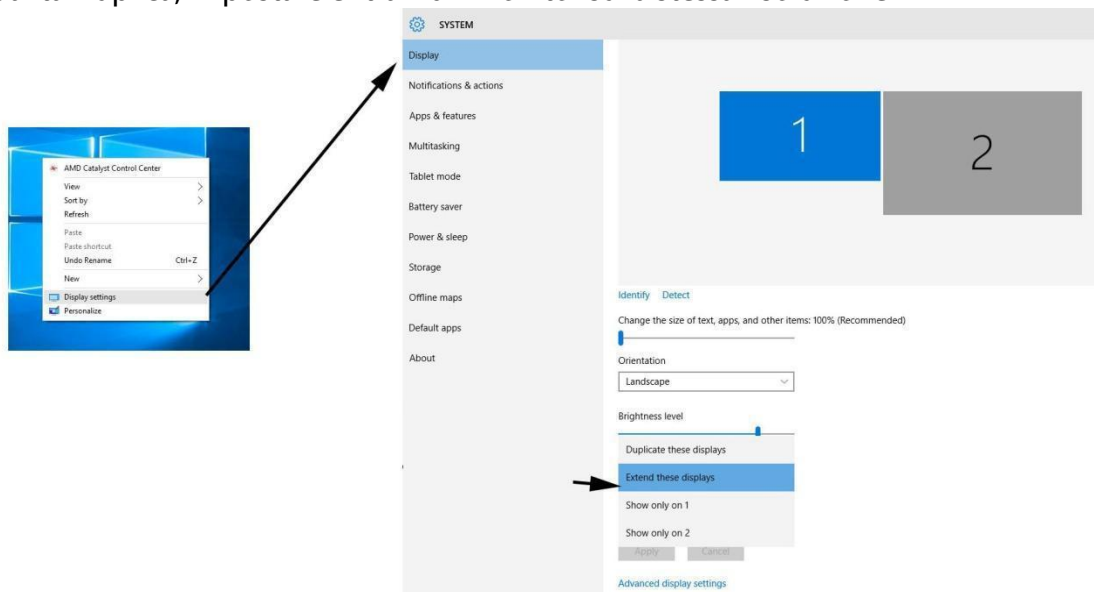 SYSTEM
Display
Notifications & actions
Apps & features
Multitasking
Tablet mode
Battery saver
Power & sleep
Storage
Offline maps
Default apps
About
AMD Catalyst Control Center
View
Sort by
Refresh
Paste
Paste shortcut
Undo Rename Ctrl+Z
New
Display settings
Personalize
1
2
Identify Detect
Change the size of text, apps, and other items: 100% (Recommended)
Orientation
Landscape
Brightness level
Duplicate these displays
Extend these displays
Show only on 1
Show only on 2
Apply Cancel
Advanced display settings